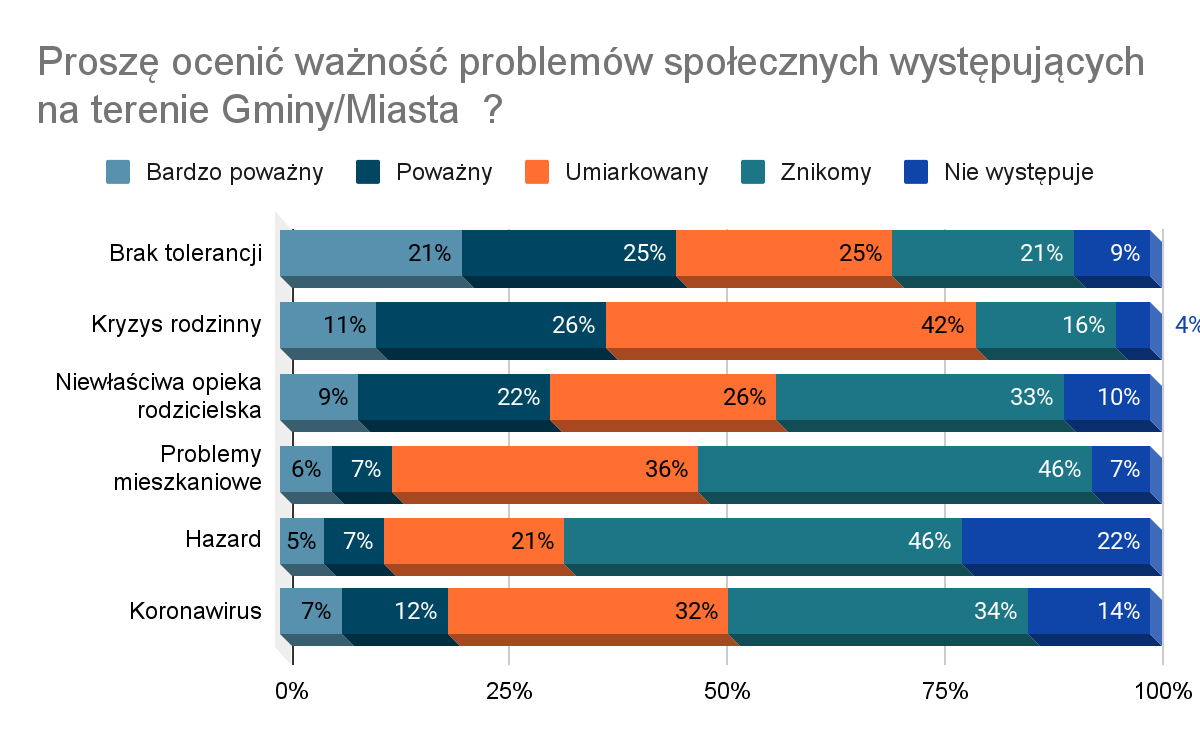 Proszę ocenić ważność problemów społecznych występujących
na terenie Gminy/Miasta ?
Bardzo poważny Poważny Umiarkowany Znikomy Nie występuje
Brak tolerancji 21% 25% 25% 21% 9%
Kryzys rodzinny 11% 26% 42% 16% 4%
Niewłaściwa opieka
rodzicielska 9% 22% 26% 33% 10%
Problemy
mieszkaniowe 6% 7% 36% 46% 7%
Hazard 5% 7% 21% 46% 22%
Koronawirus 7% 12% 32% 34% 14%
0% 25% 50% 75% 100%